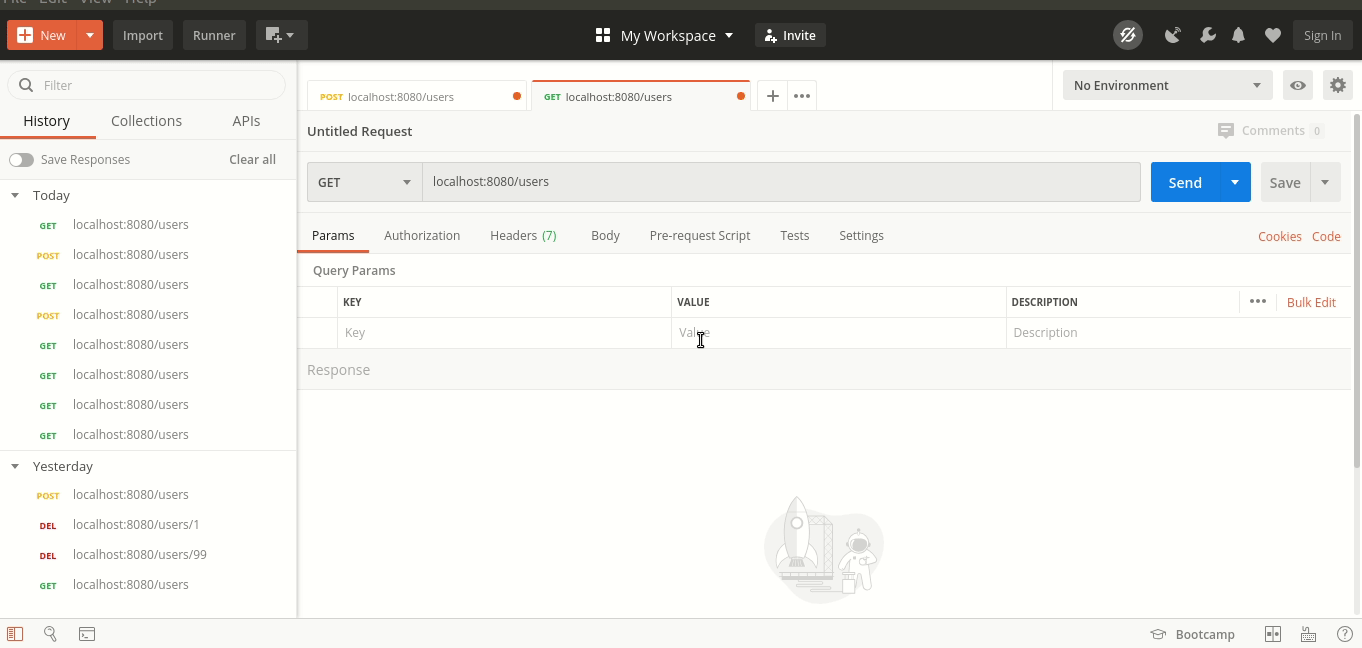 File Edit View Help
New Import Runner My Workspace Invite Sign In
Filter
POST localhost:8080/users GET localhost:8080/users No Environment
History Collections APIs
Untitled Request Comments 0
Save Responses Clear all
GET localhost:8080/users Send Save
Today
GET localhost:8080/users
POST localhost:8080/users
GET localhost:8080/users
POST localhost:8080/users
GET localhost:8080/users
GET localhost:8080/users
GET localhost:8080/users
GET localhost:8080/users
Yesterday
POST localhost:8080/users
DEL localhost:8080/users/1
DEL localhost:8080/users/99
GET localhost:8080/users
Params Authorization Headers (7) Body Pre-request Script Tests Settings Cookies Code
Query Params
KEY VALUE DESCRIPTION Bulk Edit
Key Value Description
Response
Bootcamp